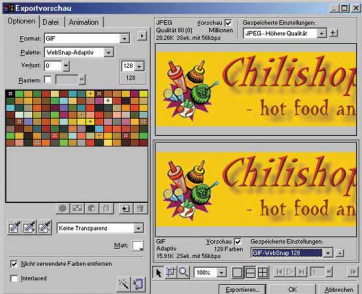 Exportvorschau
Optionen Datei Animation
Format: GIF
Palette: WebSnap-Adaptiv
Verlust: 0 128
Rastern: 128
Keine Transparenz
Matt:
Nicht verwendete Farben entfernen
Interlaced
JPEG Vorschau Gespeicherte Einstellungen:
Qualität 80 (0) Millionen JPEG - Höhere Qualität
28.26K 3Sek. mit 56kbps
Chilishop
- hot food an
Chilishop
- hot food an
GIF Vorschau Gespeicherte Einstellungen:
Adaptiv 128 Farben GIF-WebSnap 128
15.91K 2Sek. mit 56kbps
100%
Exportieren... OK Abbrechen